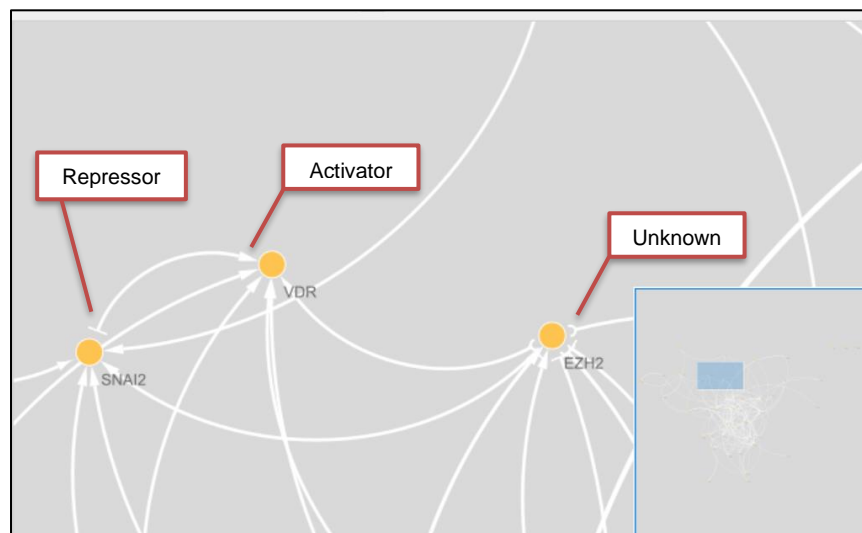 Activator
Repressor
Unknown
VDR
EZH2
SNAI2